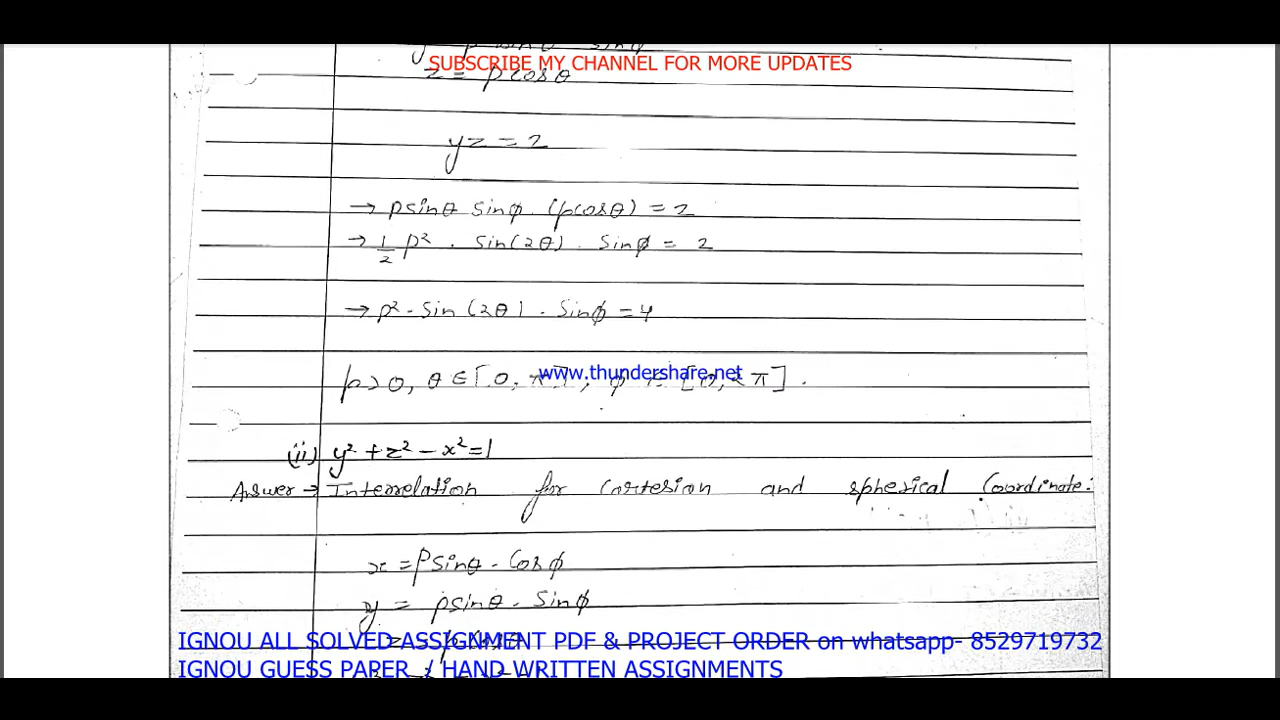 SUBSCRIBE MY CHANNEL FOR MORE UPDATES
z = ρcosθ
yz = 2
→ ρsinθ sinφ (ρcosθ) = 2
→ 1/2 ρ² . sin(2θ) . sinφ = 2
→ ρ² . sin(2θ) . sinφ = 4
ρ>0, θ∈[0, π], φ ∈ [0, 2π].
www.thundershare.net
(ii) y² + z² - x² = 1
Answer → Interrelation for Cartesion and spherical Coordinate:
x = ρsinθ . Cosφ
y = ρsinθ . Sinφ
IGNOU ALL SOLVED ASSIGNMENT PDF & PROJECT ORDER on whatsapp- 8529719732
IGNOU GUESS PAPER / HAND WRITTEN ASSIGNMENTS